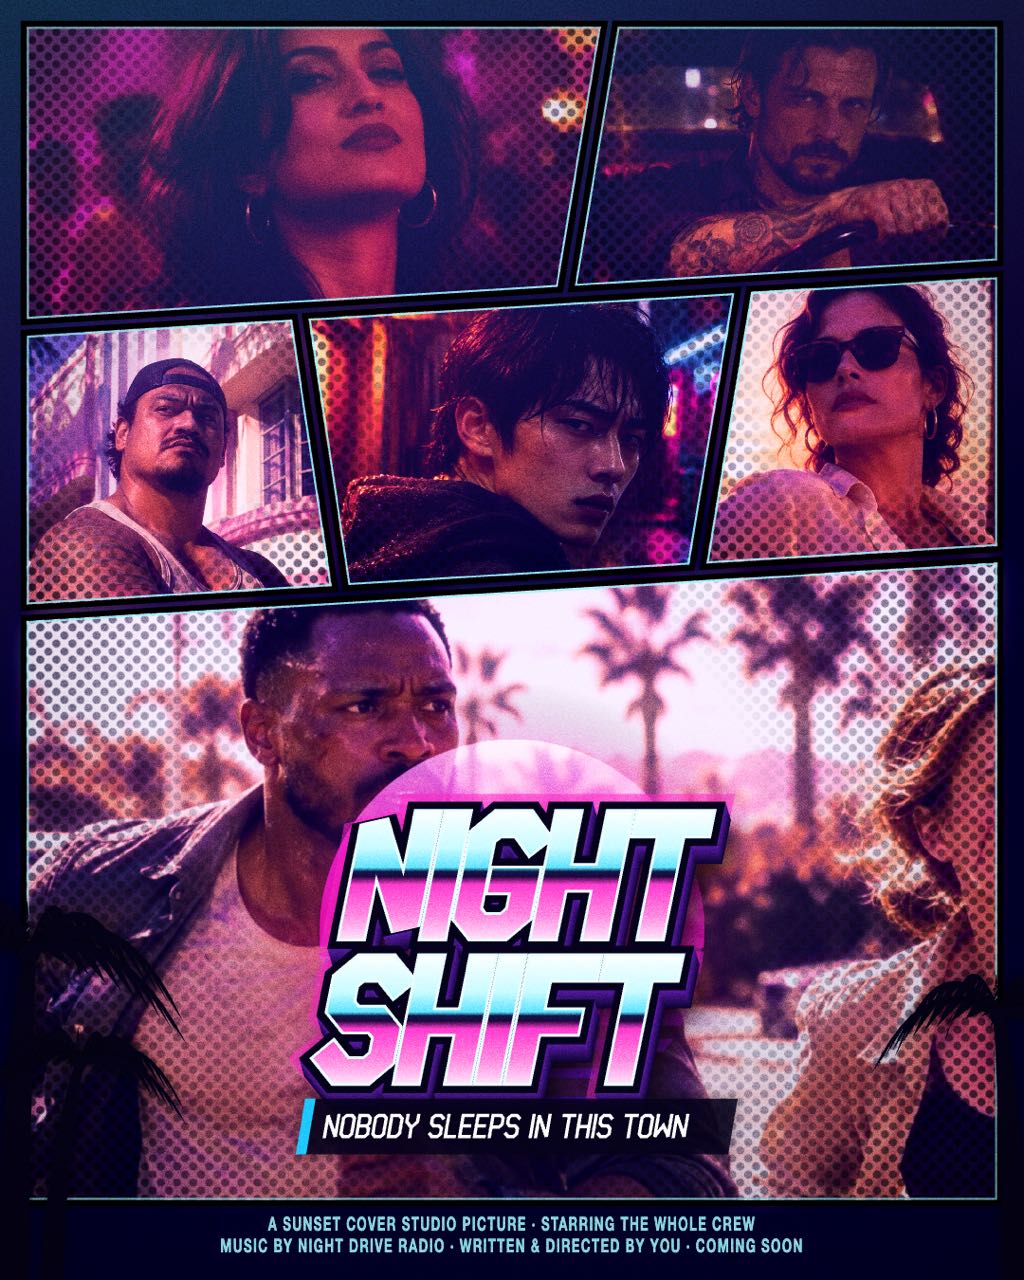 NIGHT
SHIFT
NOBODY SLEEPS IN THIS TOWN
A SUNSET COVER STUDIO PICTURE · STARRING THE WHOLE CREW
MUSIC BY NIGHT DRIVE RADIO · WRITTEN & DIRECTED BY YOU · COMING SOON